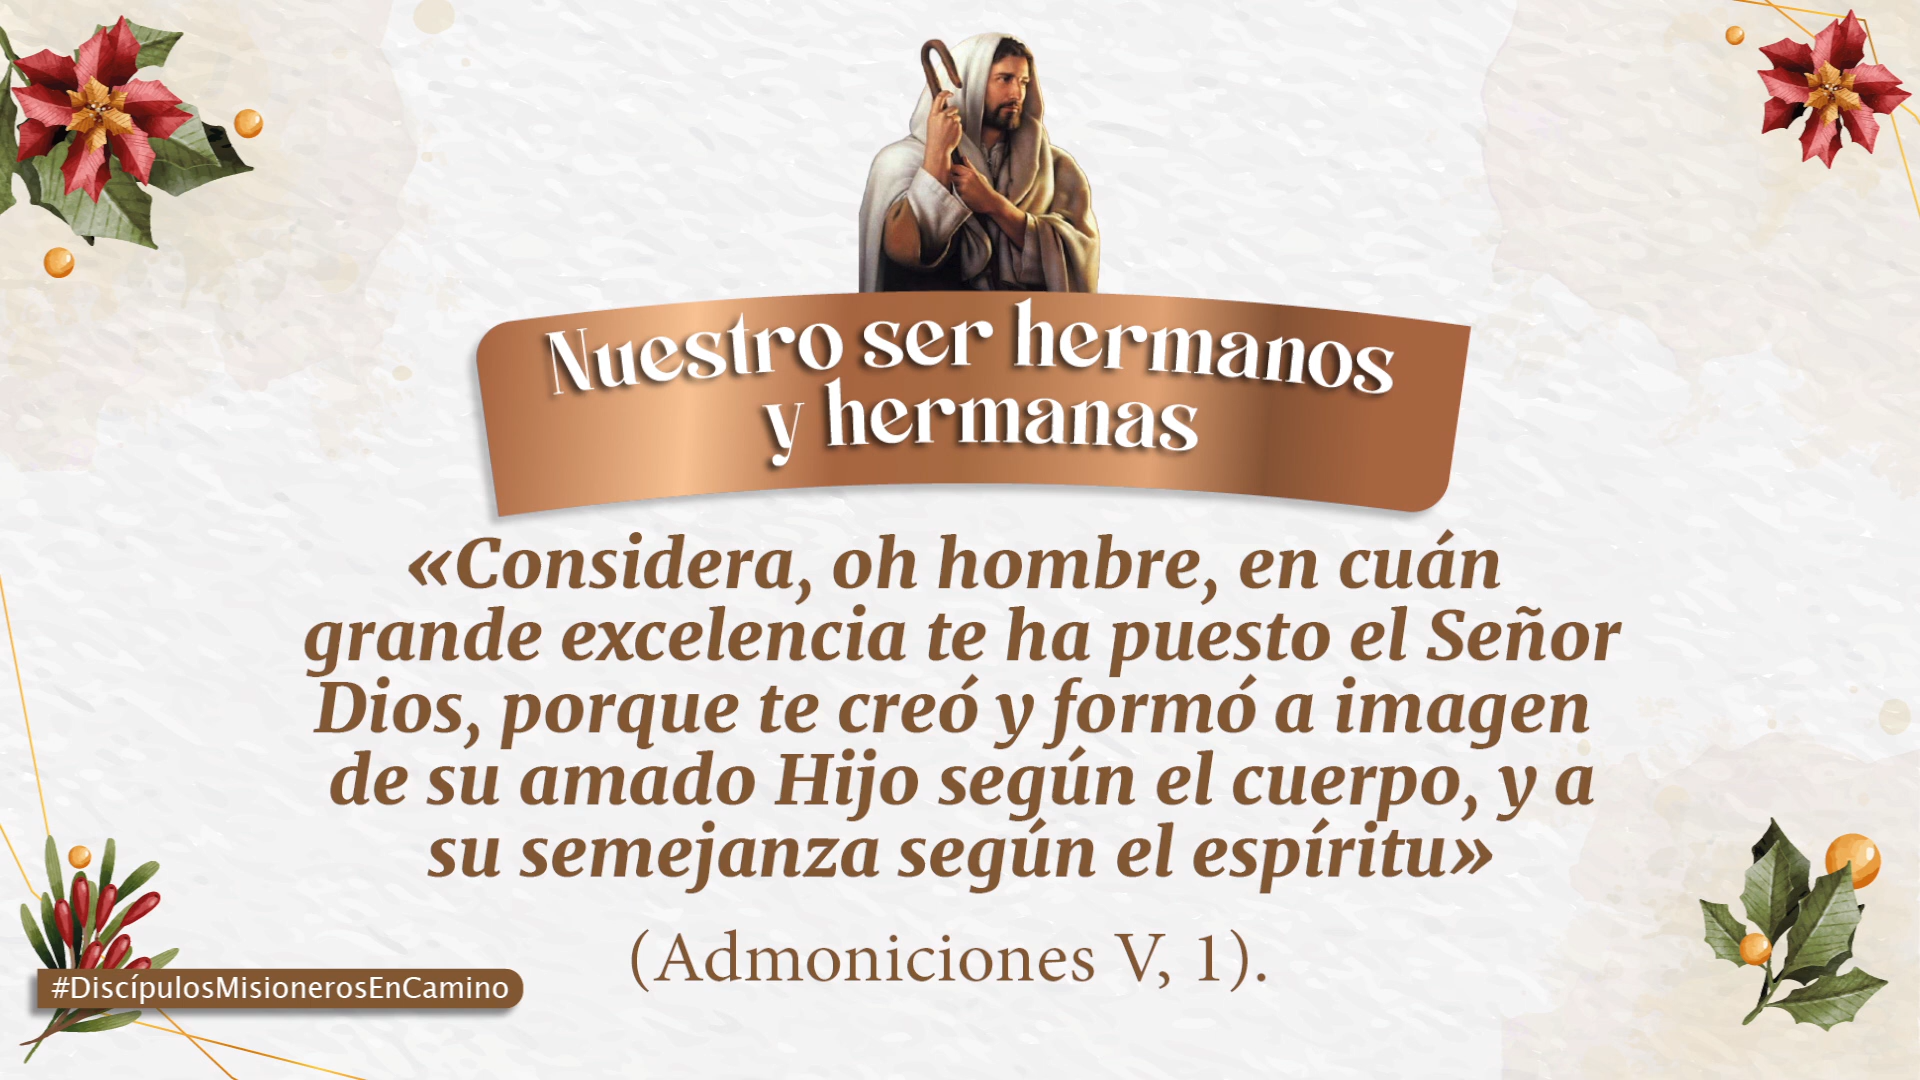 Nuestro ser hermanos
y hermanas
«Considera, oh hombre, en cuán
grande excelencia te ha puesto el Señor
Dios, porque te creó y formó a imagen
de su amado Hijo según el cuerpo, y a
su semejanza según el espíritu»
(Admoniciones V, 1).
#DiscípulosMisionerosEnCamino